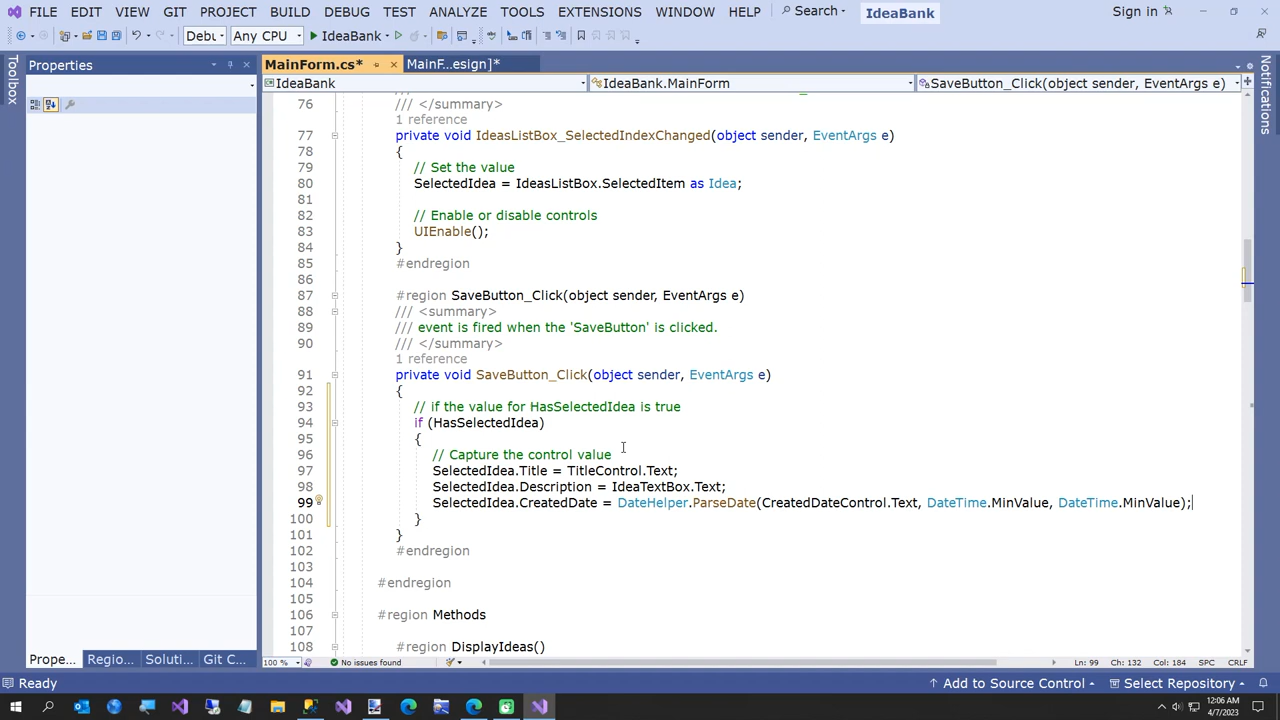 FILE EDIT VIEW GIT PROJECT BUILD DEBUG TEST ANALYZE TOOLS EXTENSIONS WINDOW HELP Search IdeaBank Sign in
Debu Any CPU IdeaBank
Toolbox
Properties
MainForm.cs*
MainF...esign]*
Notifications
IdeaBank
IdeaBank.MainForm
SaveButton_Click(object sender, EventArgs e)
76 /// </summary>
1 reference
77 private void IdeasListBox_SelectedIndexChanged(object sender, EventArgs e)
78 {
79 // Set the value
80 SelectedIdea = IdeasListBox.SelectedItem as Idea;
81
82 // Enable or disable controls
83 UIEnable();
84 }
85 #endregion
86
87 #region SaveButton_Click(object sender, EventArgs e)
88 /// <summary>
89 /// event is fired when the 'SaveButton' is clicked.
90 /// </summary>
1 reference
91 private void SaveButton_Click(object sender, EventArgs e)
92 {
93 // if the value for HasSelectedIdea is true
94 if (HasSelectedIdea)
95 {
96 // Capture the control value
97 SelectedIdea.Title = TitleControl.Text;
98 SelectedIdea.Description = IdeaTextBox.Text;
99 SelectedIdea.CreatedDate = DateHelper.ParseDate(CreatedDateControl.Text, DateTime.MinValue, DateTime.MinValue);
100 }
101 }
102 #endregion
103
104 #endregion
105
106 #region Methods
107
108 #region DisplayIdeas()
Prope... Regio... Soluti... Git C...
100 % No issues found Ln: 99 Ch: 132 Col: 184 SPC CRLF
Ready Add to Source Control Select Repository
12:06 AM
4/7/2023